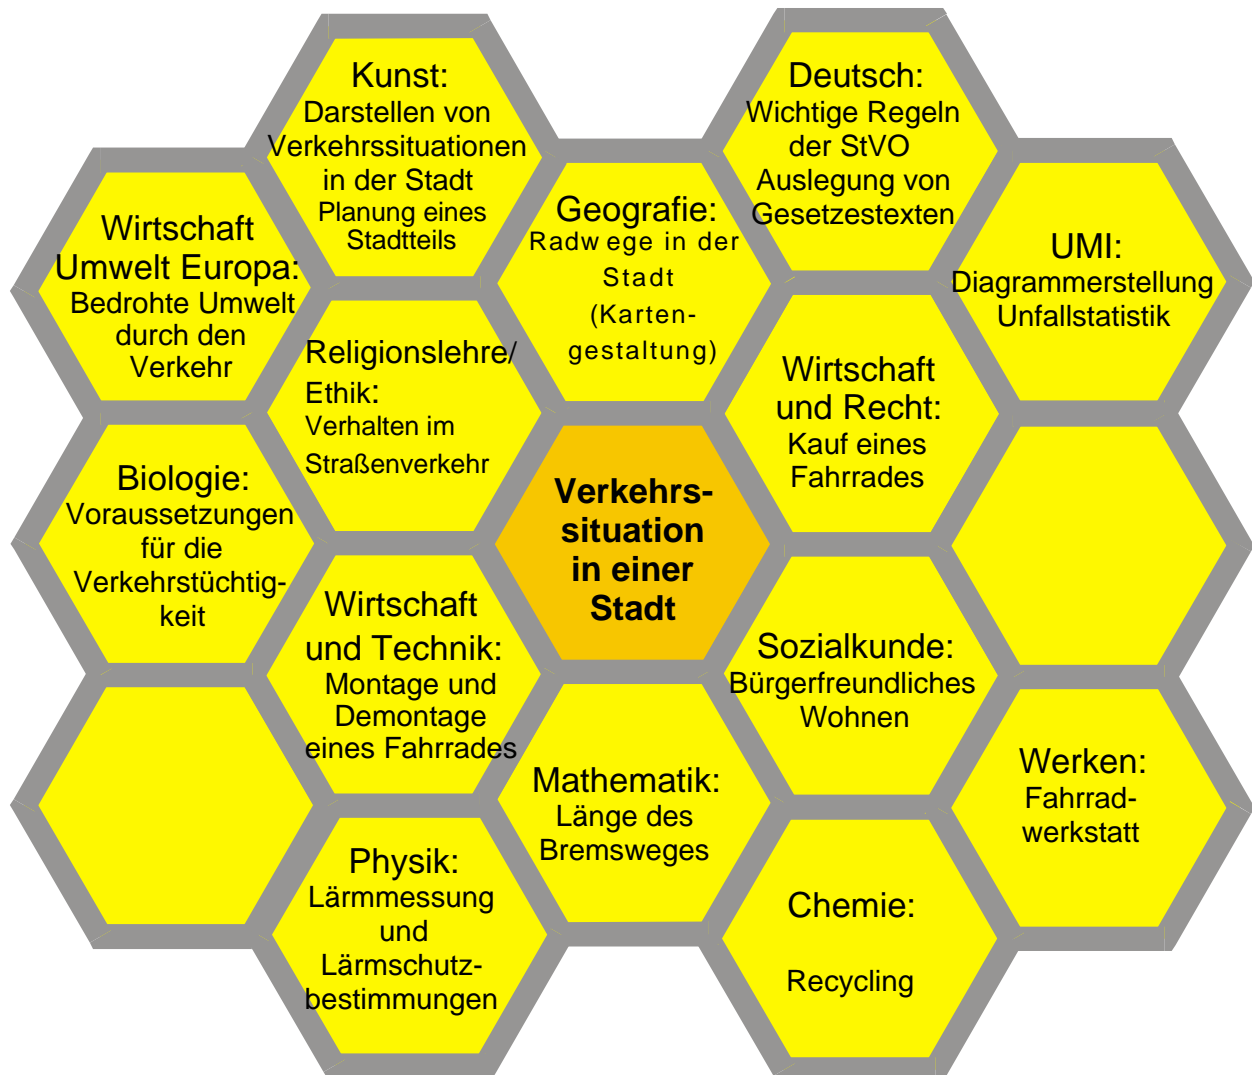 Kunst:
Darstellen von
Verkehrssituationen
in der Stadt
Planung eines
Stadtteils
Deutsch:
Wichtige Regeln
der StVO
Auslegung von
Gesetzestexten
Wirtschaft
Umwelt Europa:
Bedrohte Umwelt
durch den
Verkehr
Geografie:
Radwege in der
Stadt
(Karten-
gestaltung)
UMI:
Diagrammerstellung
Unfallstatistik
Religionslehre/
Ethik:
Verhalten im
Straßenverkehr
Wirtschaft
und Recht:
Kauf eines
Fahrrades
Biologie:
Voraussetzungen
für die
Verkehrstüchtig-
keit
Verkehrs-
situation
in einer
Stadt
Wirtschaft
und Technik:
Montage und
Demontage
eines Fahrrades
Sozialkunde:
Bürgerfreundliches
Wohnen
Mathematik:
Länge des
Bremsweges
Werken:
Fahrrad-
werkstatt
Physik:
Lärmmessung
und
Lärmschutz-
bestimmungen
Chemie:
Recycling